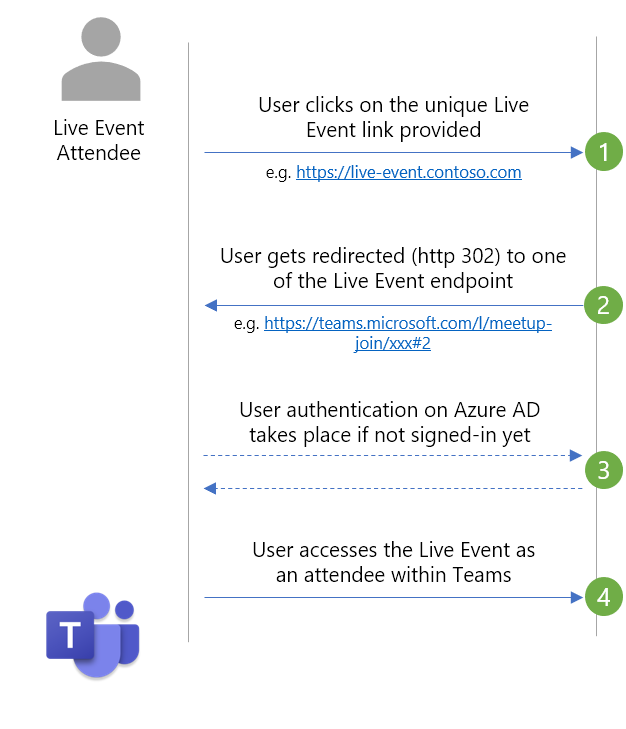 Live Event
Attendee
User clicks on the unique Live
Event link provided
1
e.g. https://live-event.contoso.com
User gets redirected (http 302) to one
of the Live Event endpoint
2
e.g. https://teams.microsoft.com/l/meetup-
join/xxx#2
User authentication on Azure AD
takes place if not signed-in yet
3
User accesses the Live Event as
an attendee within Teams
4
T